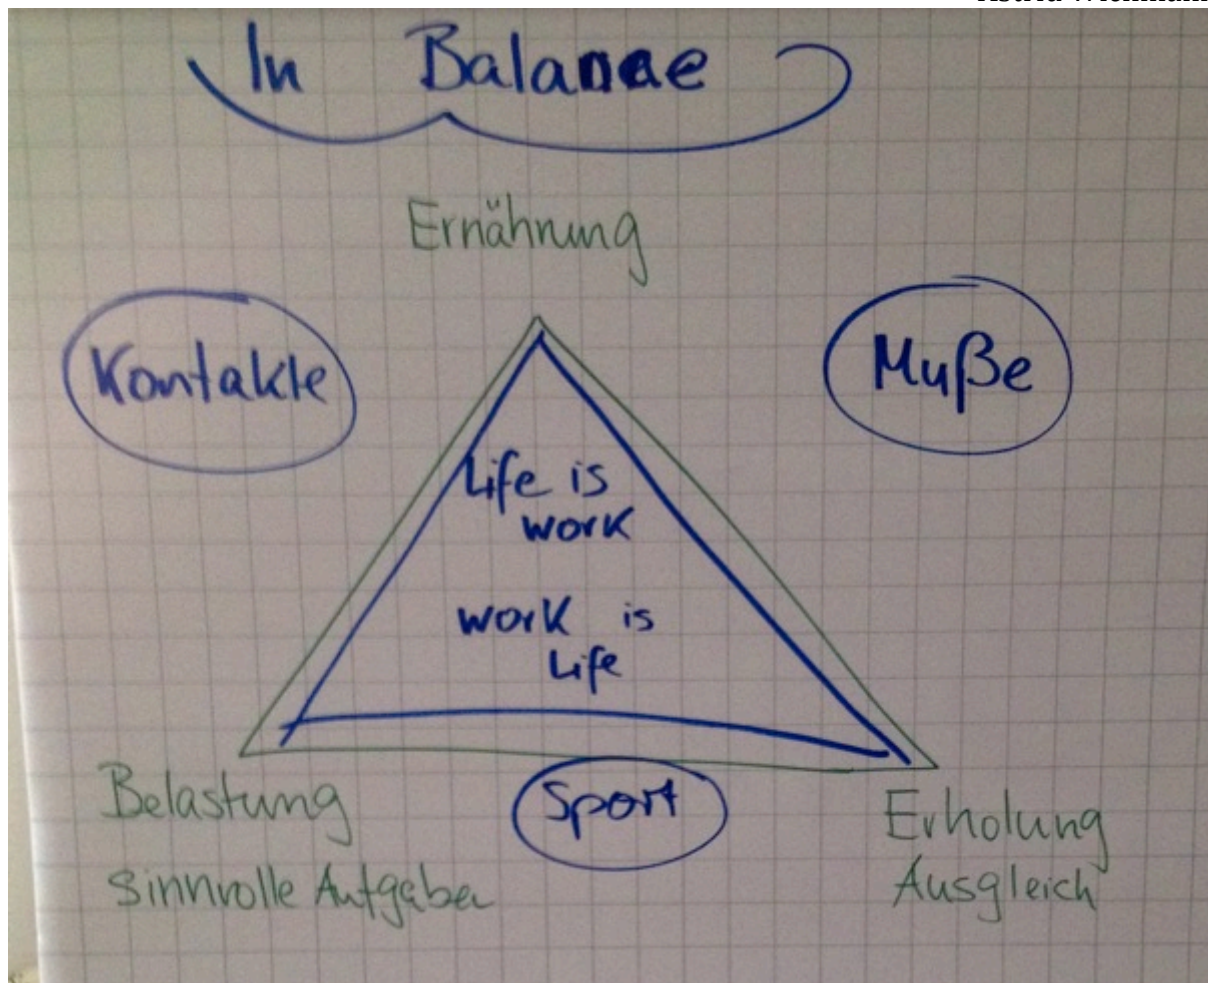 In Balance
Ernährung
Kontakte
Muße
Life is
work
work is
Life
Belastung
Sport
Erholung
sinnvolle Aufgaben
Ausgleich